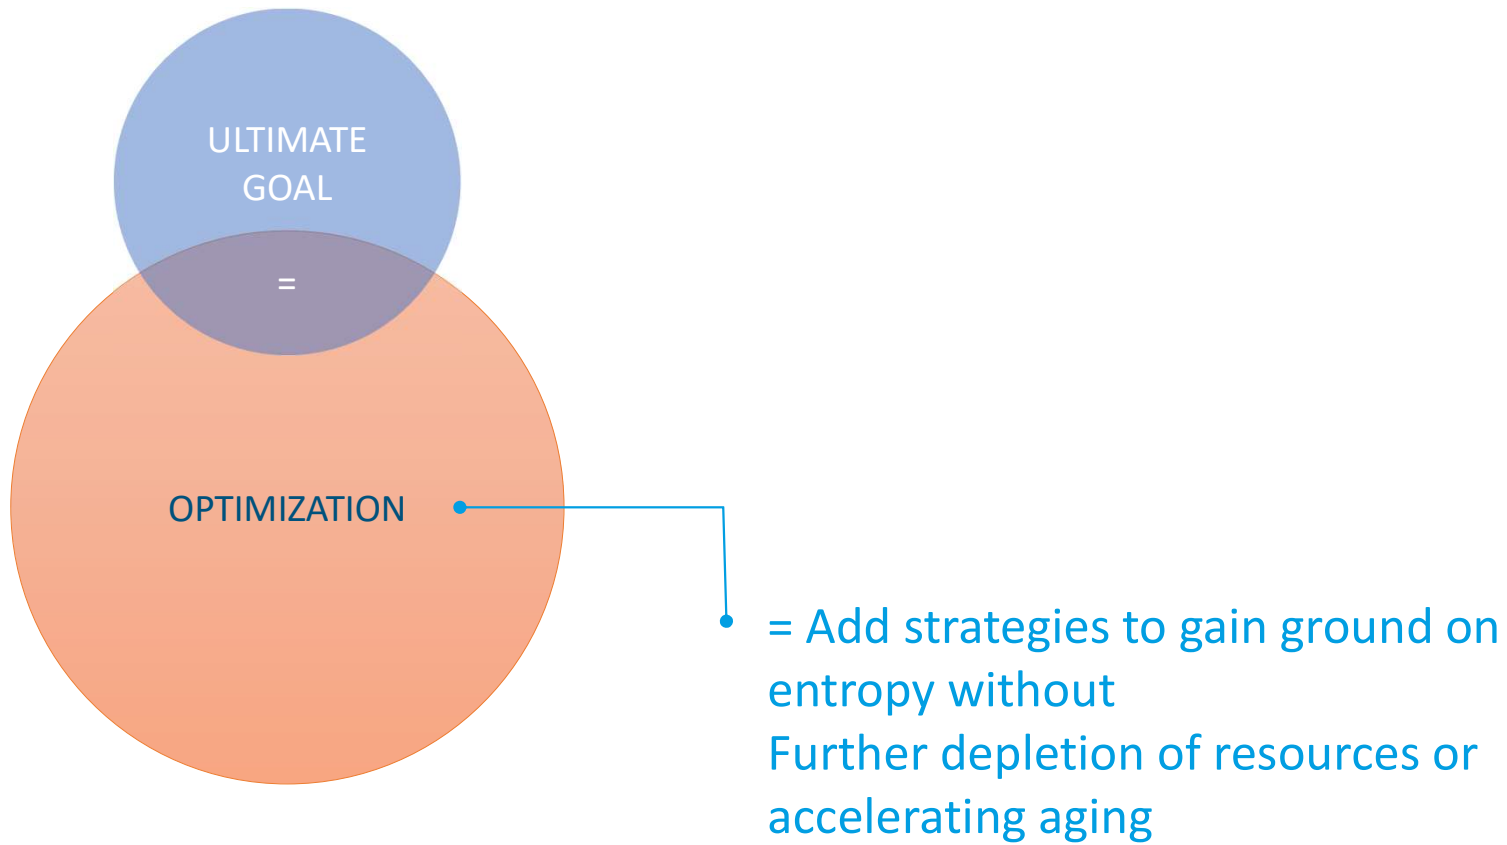 ULTIMATE
GOAL
=
OPTIMIZATION
= Add strategies to gain ground on
entropy without
Further depletion of resources or
accelerating aging